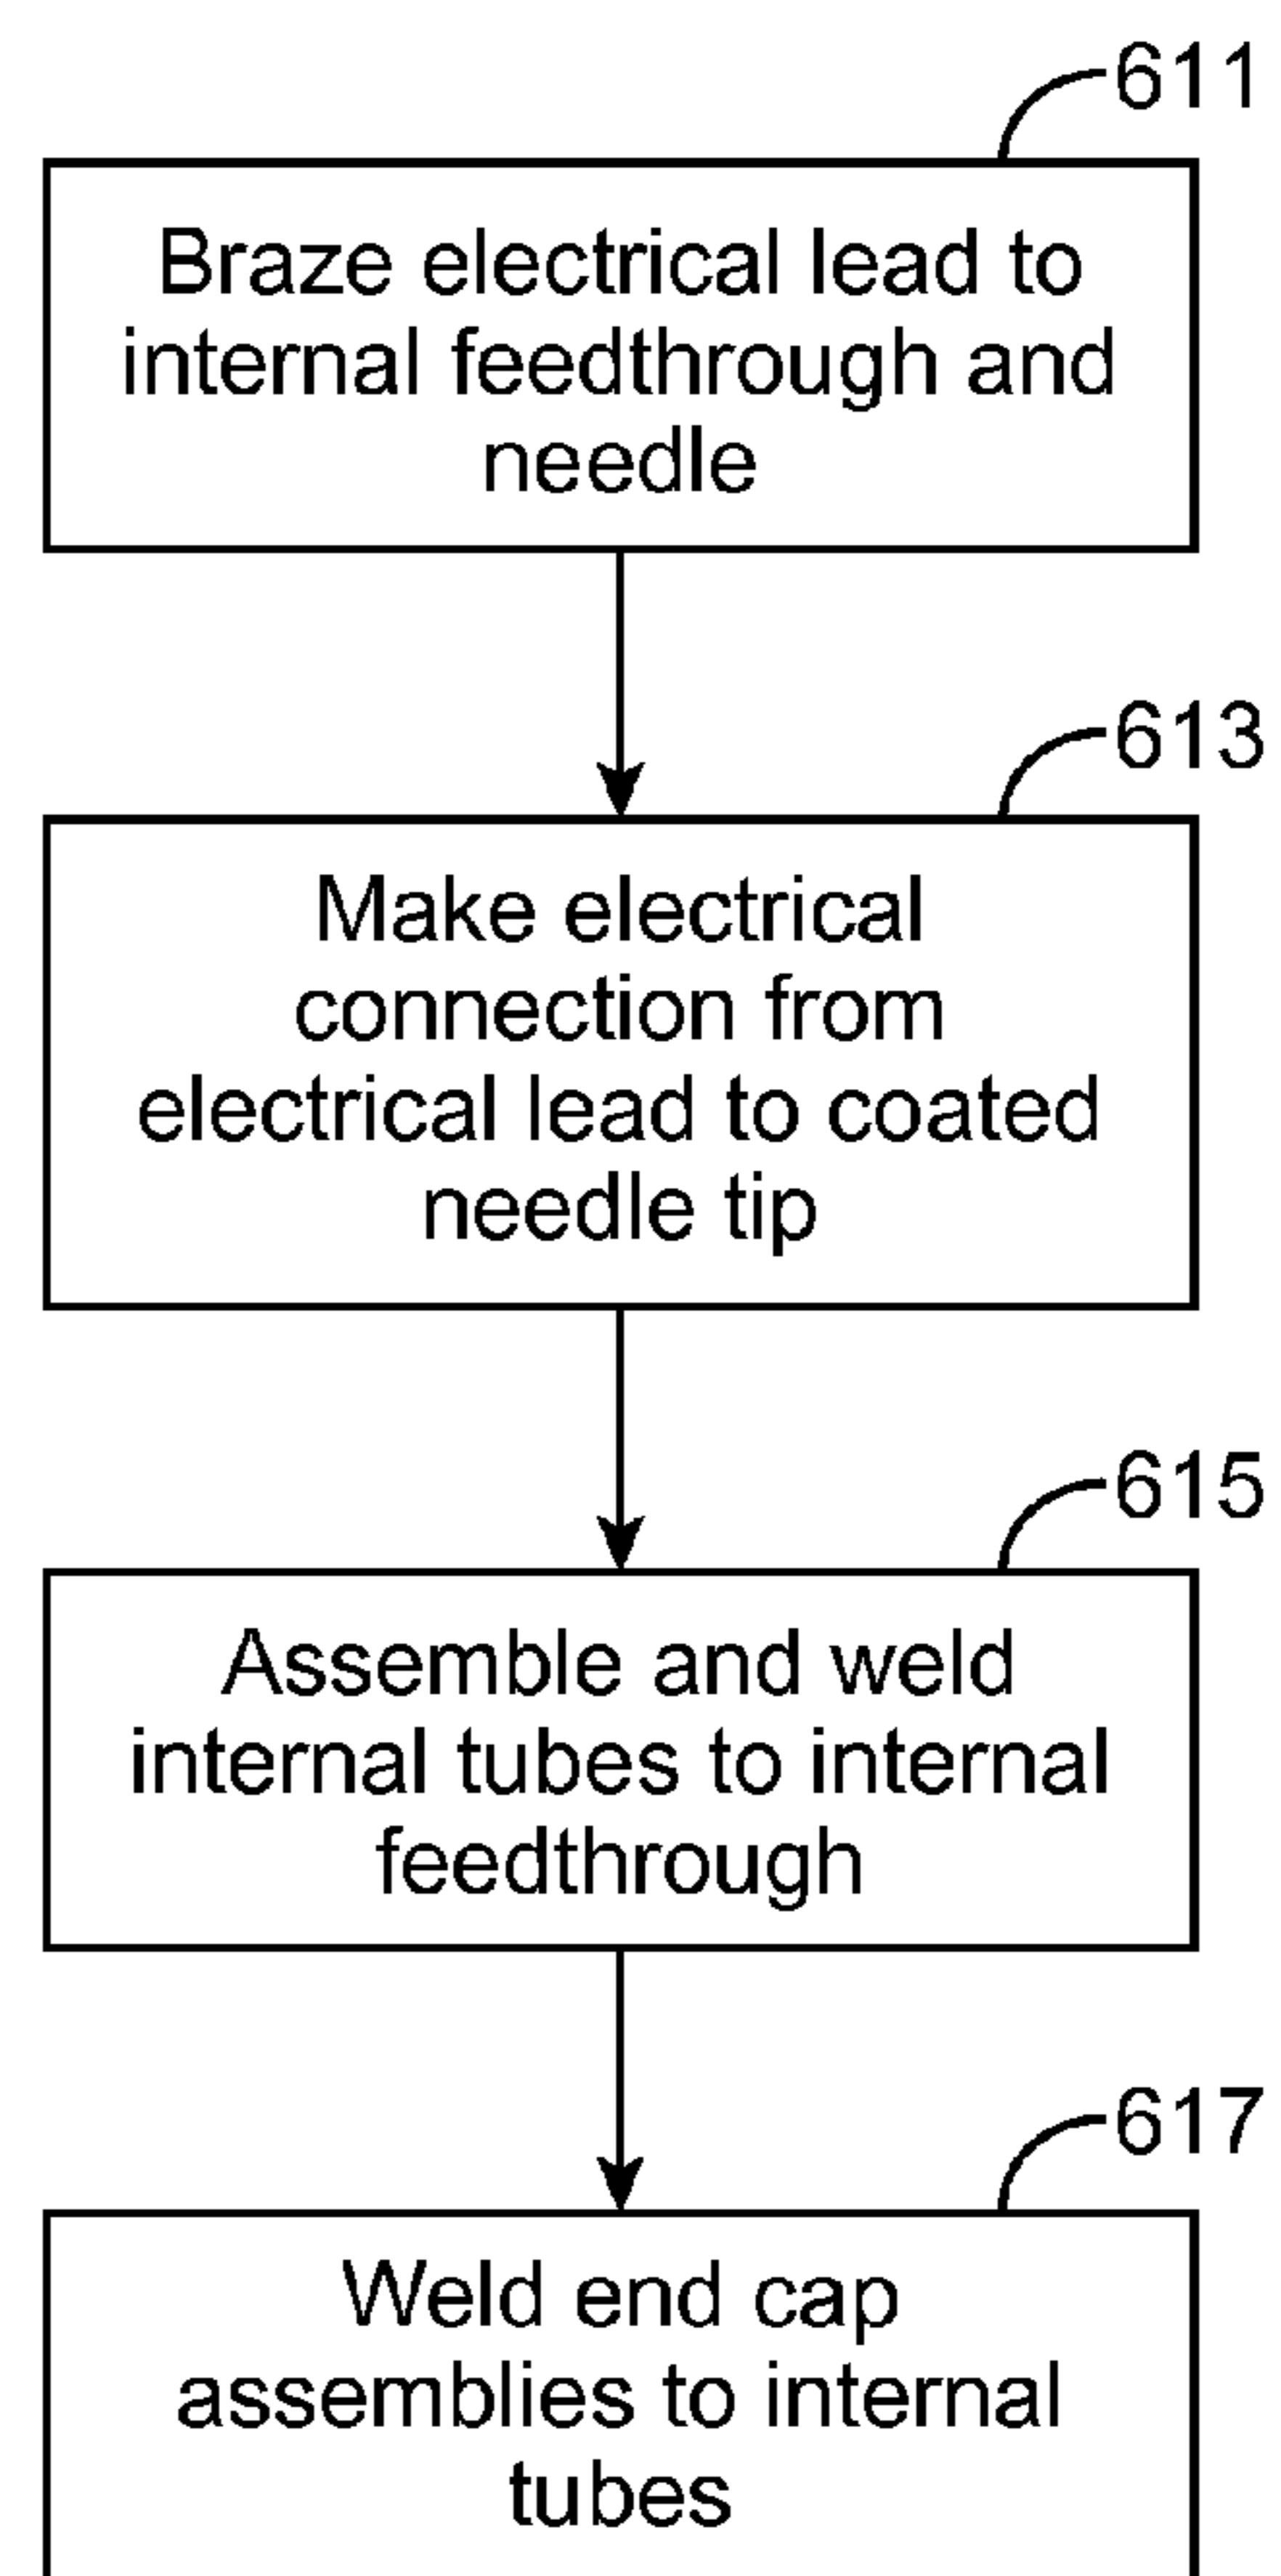 611
Braze electrical lead to
internal feedthrough and
needle
613
Make electrical
connection from
electrical lead to coated
needle tip
615
Assemble and weld
internal tubes to internal
feedthrough
617
Weld end cap
assemblies to internal
tubes